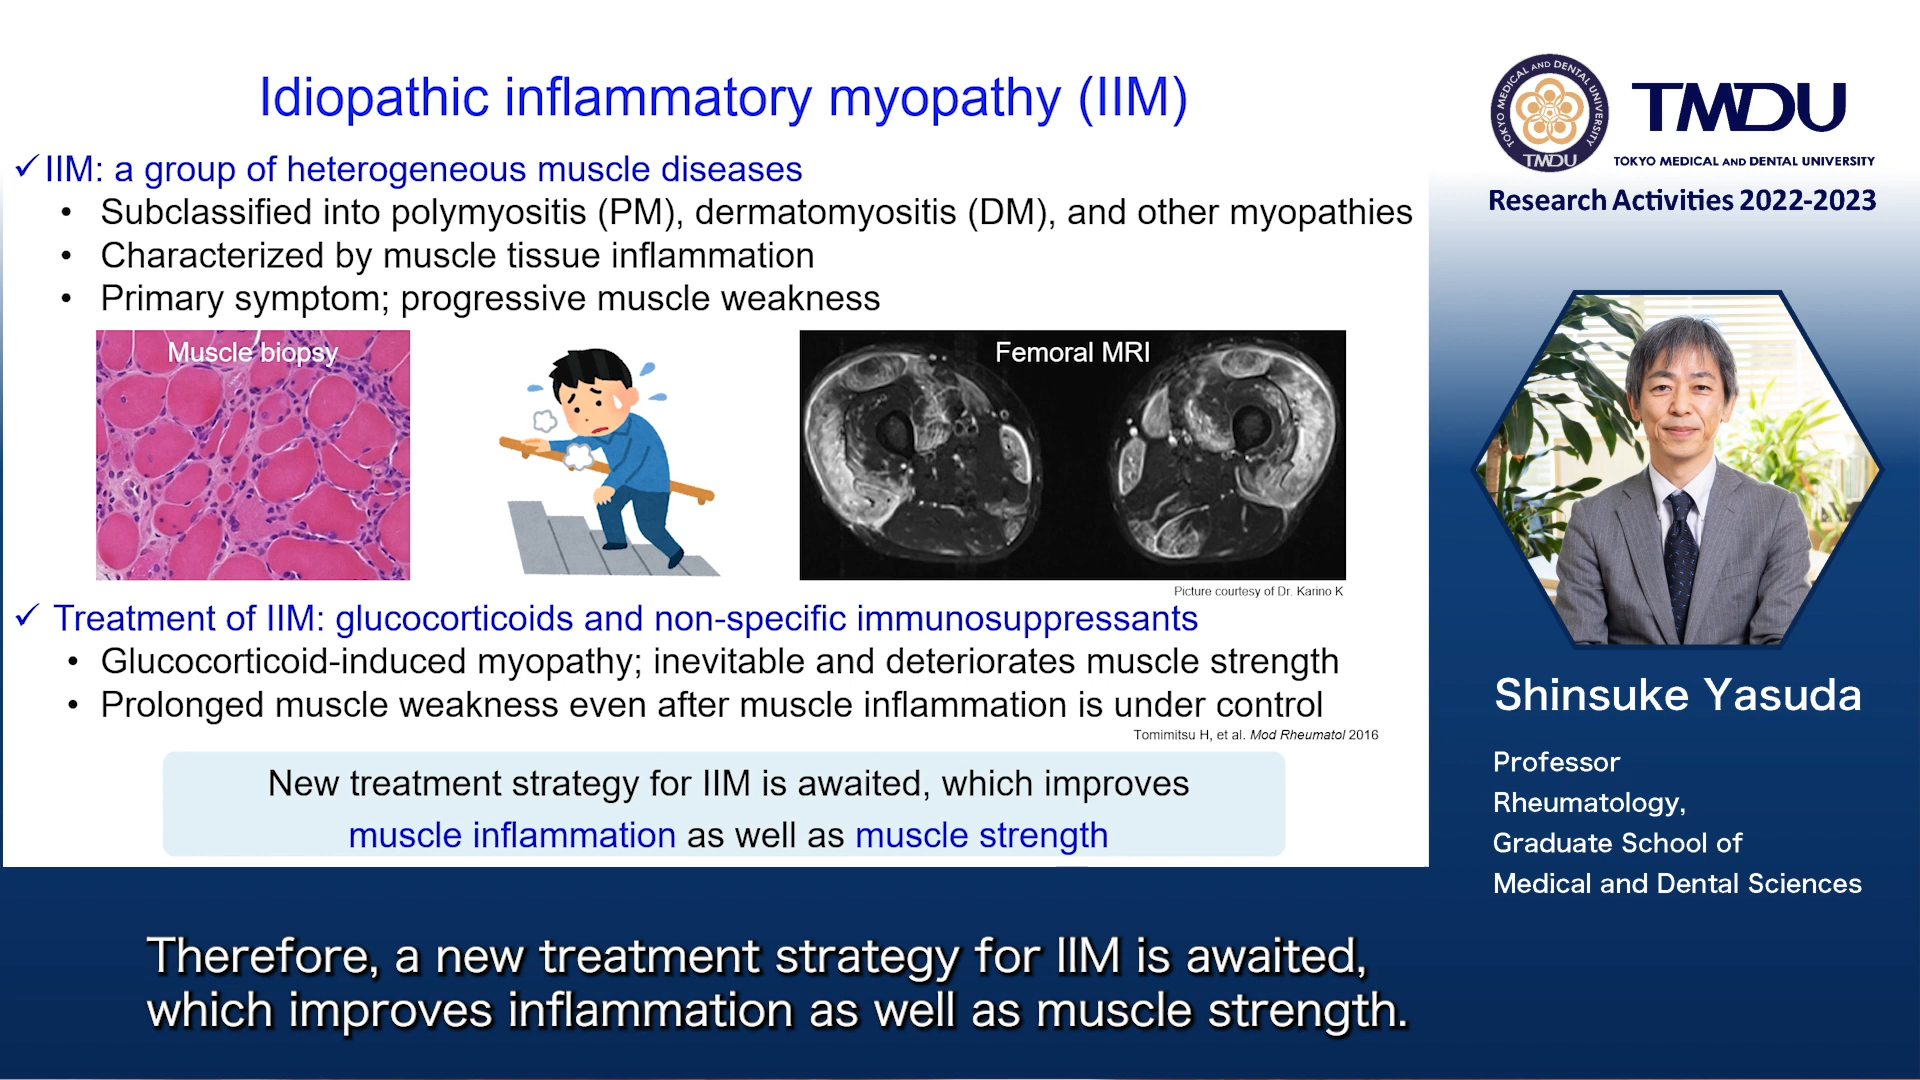 Idiopathic inflammatory myopathy (IIM)
✓IIM: a group of heterogeneous muscle diseases
• Subclassified into polymyositis (PM), dermatomyositis (DM), and other myopathies
• Characterized by muscle tissue inflammation
• Primary symptom; progressive muscle weakness
Muscle biopsy
Femoral MRI
Picture courtesy of Dr. Karino K
✓ Treatment of IIM: glucocorticoids and non-specific immunosuppressants
• Glucocorticoid-induced myopathy; inevitable and deteriorates muscle strength
• Prolonged muscle weakness even after muscle inflammation is under control
Tomimitsu H, et al. Mod Rheumatol 2016
New treatment strategy for IIM is awaited, which improves
muscle inflammation as well as muscle strength
TOKYO MEDICAL AND DENTAL UNIVERSITY
TMDU
TMDU
TOKYO MEDICAL AND DENTAL UNIVERSITY
Research Activities 2022-2023
Shinsuke Yasuda
Professor
Rheumatology,
Graduate School of
Medical and Dental Sciences
Therefore, a new treatment strategy for IIM is awaited,
which improves inflammation as well as muscle strength.